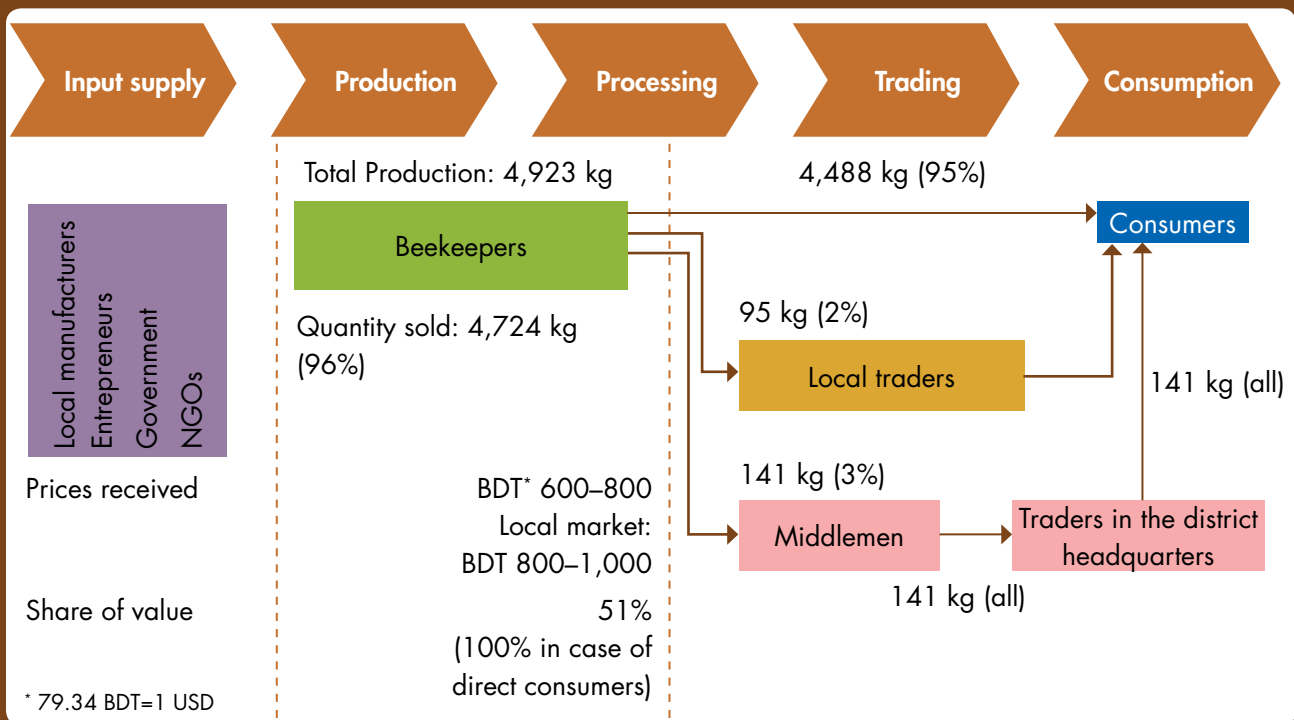 Input supply
Production
Processing
Trading
Consumption
Total Production: 4,923 kg
4,488 kg (95%)
Local manufacturers
Entrepreneurs
Government
NGOs
Beekeepers
Consumers
Quantity sold: 4,724 kg
(96%)
95 kg (2%)
Local traders
141 kg (all)
Prices received
BDT* 600–800
Local market:
BDT 800–1,000
141 kg (3%)
Middlemen
Traders in the district
headquarters
141 kg (all)
Share of value
51%
(100% in case of
direct consumers)
* 79.34 BDT=1 USD